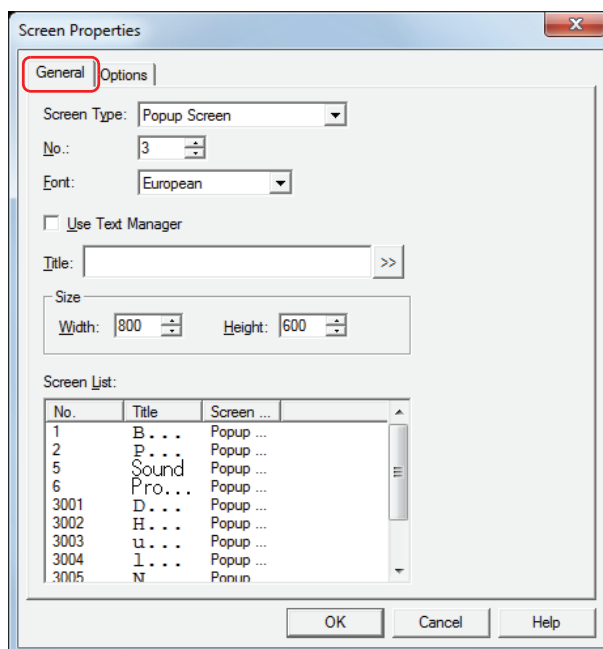 Screen Properties
General Options
Screen Type: Popup Screen
No.: 3
Font: European
Use Text Manager
Title: >>
Size
Width: 800 Height: 600
Screen List:
No. Title Screen ...
1 B... Popup ...
2 P... Popup ...
5 Sound Popup ...
6 Pro... Popup ...
3001 D... Popup ...
3002 H... Popup ...
3003 u... Popup ...
3004 l... Popup ...
3005 N Popup
OK Cancel Help